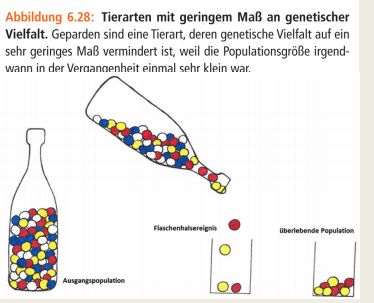 Abbildung 6.28: Tierarten mit geringem Maß an genetischer
Vielfalt. Geparden sind eine Tierart, deren genetische Vielfalt auf ein
sehr geringes Maß vermindert ist, weil die Populationsgröße irgend-
wann in der Vergangenheit einmal sehr klein war.
Flaschenhalsereignis
überlebende Population
Ausgangspopulation